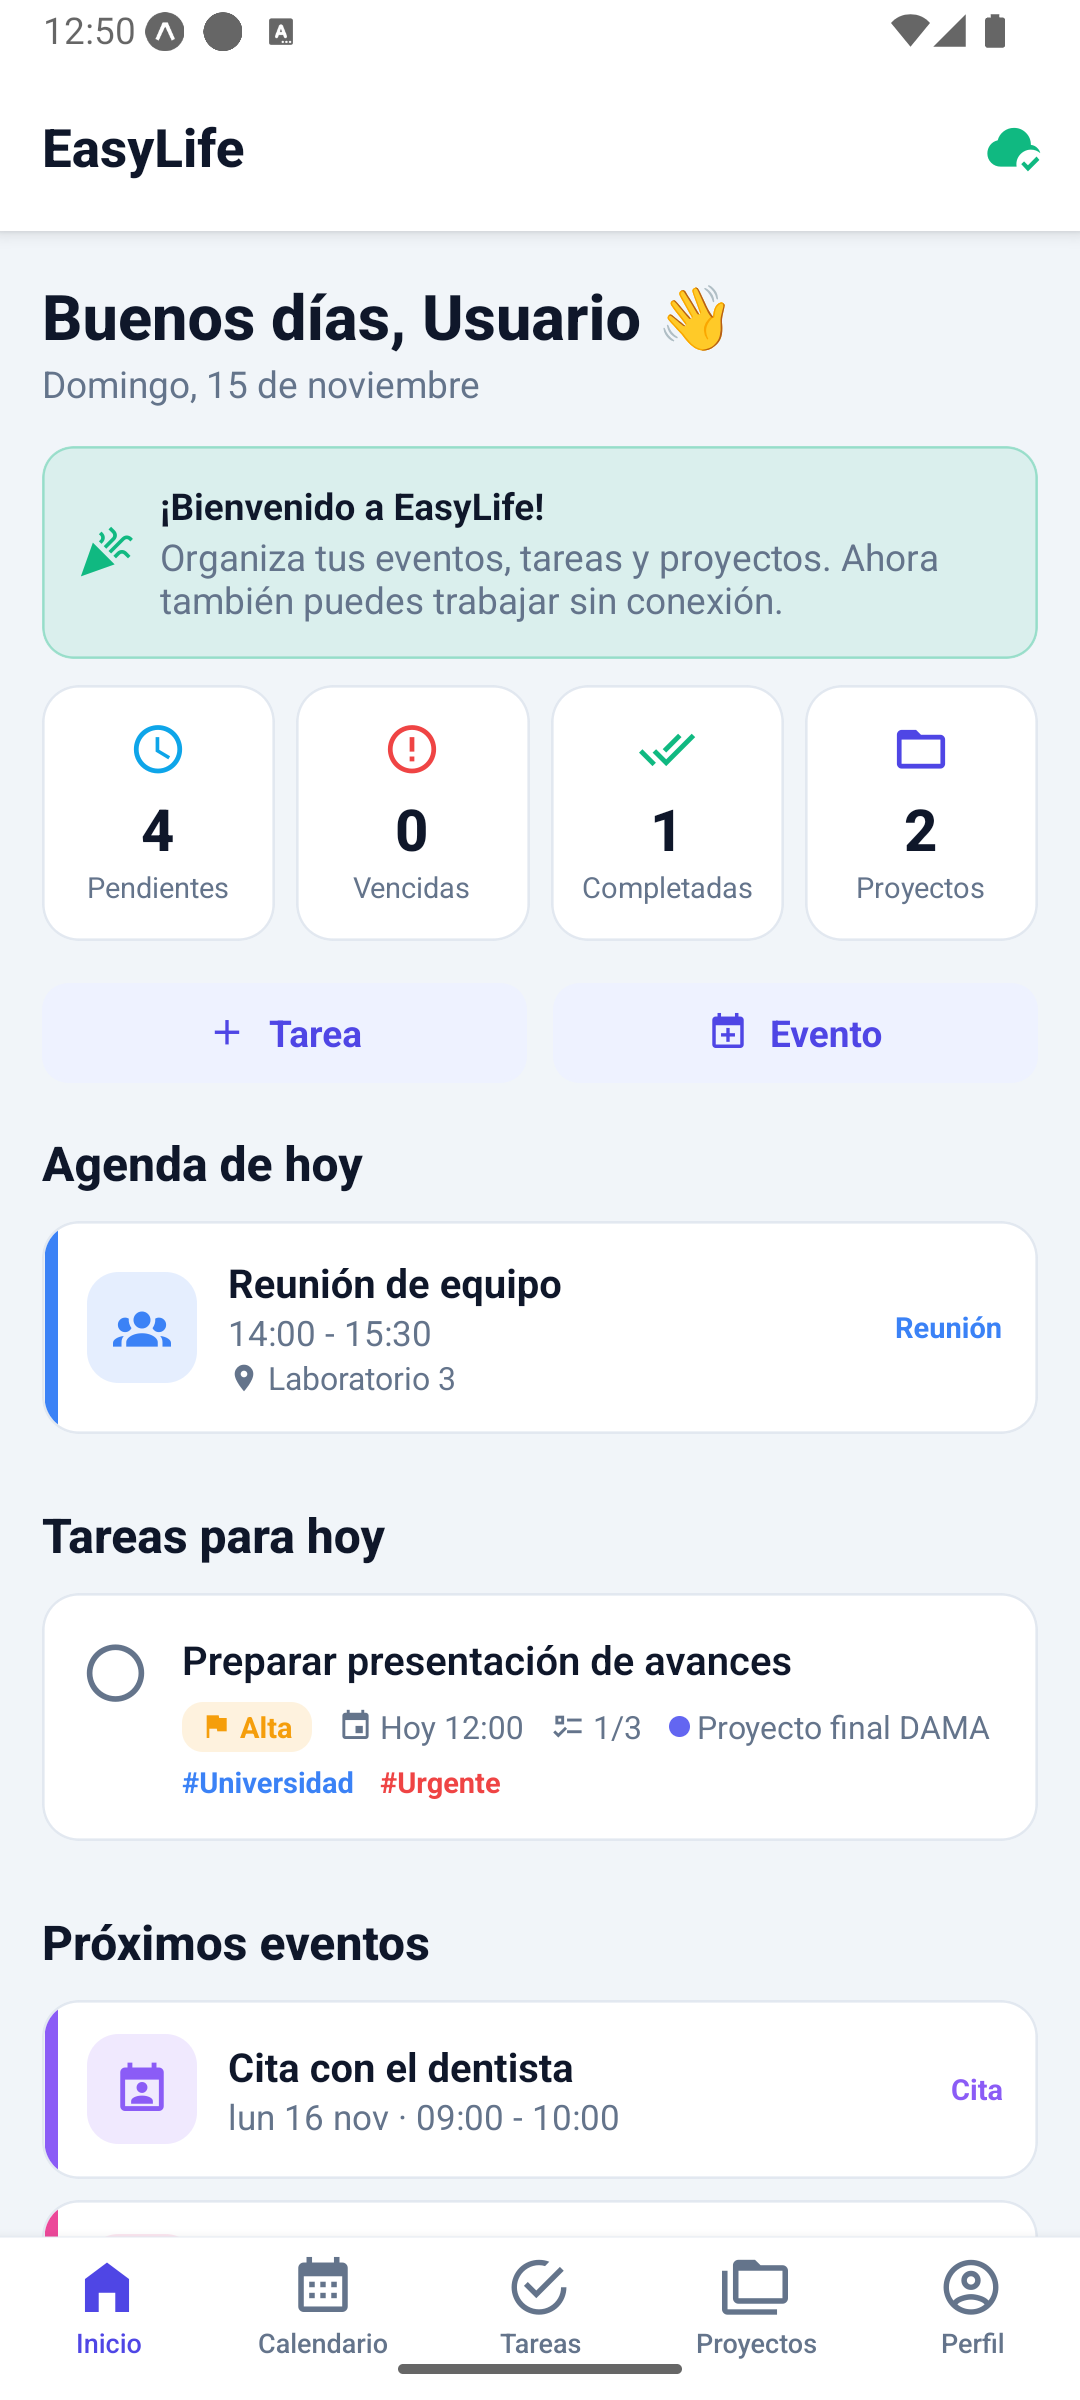 12:50
EasyLife
Buenos días, Usuario 👋
Domingo, 15 de noviembre
¡Bienvenido a EasyLife!
Organiza tus eventos, tareas y proyectos. Ahora
también puedes trabajar sin conexión.
4
Pendientes
0
Vencidas
1
Completadas
2
Proyectos
+ Tarea
Evento
Agenda de hoy
Reunión de equipo
14:00 - 15:30
Laboratorio 3
Reunión
Tareas para hoy
Preparar presentación de avances
Alta Hoy 12:00 1/3 Proyecto final DAMA
#Universidad #Urgente
Próximos eventos
Cita con el dentista
lun 16 nov · 09:00 - 10:00
Cita
Inicio
Calendario
Tareas
Proyectos
Perfil